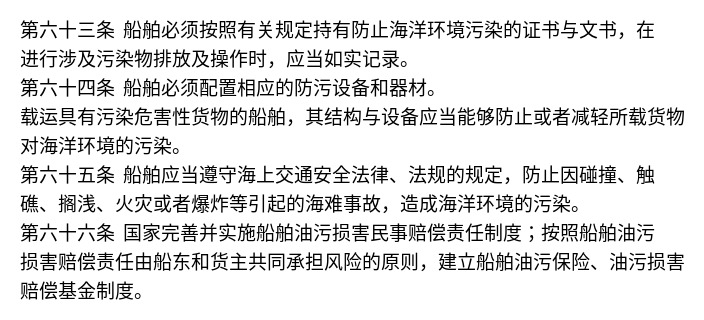 第六十三条 船舶必须按照有关规定持有防止海洋环境污染的证书与文书，在
进行涉及污染物排放及操作时，应当如实记录。
第六十四条 船舶必须配置相应的防污设备和器材。
载运具有污染危害性货物的船舶，其结构与设备应当能够防止或者减轻所载货物
对海洋环境的污染。
第六十五条 船舶应当遵守海上交通安全法律、法规的规定，防止因碰撞、触
礁、搁浅、火灾或者爆炸等引起的海难事故，造成海洋环境的污染。
第六十六条 国家完善并实施船舶油污损害民事赔偿责任制度；按照船舶油污
损害赔偿责任由船东和货主共同承担风险的原则，建立船舶油污保险、油污损害
赔偿基金制度。